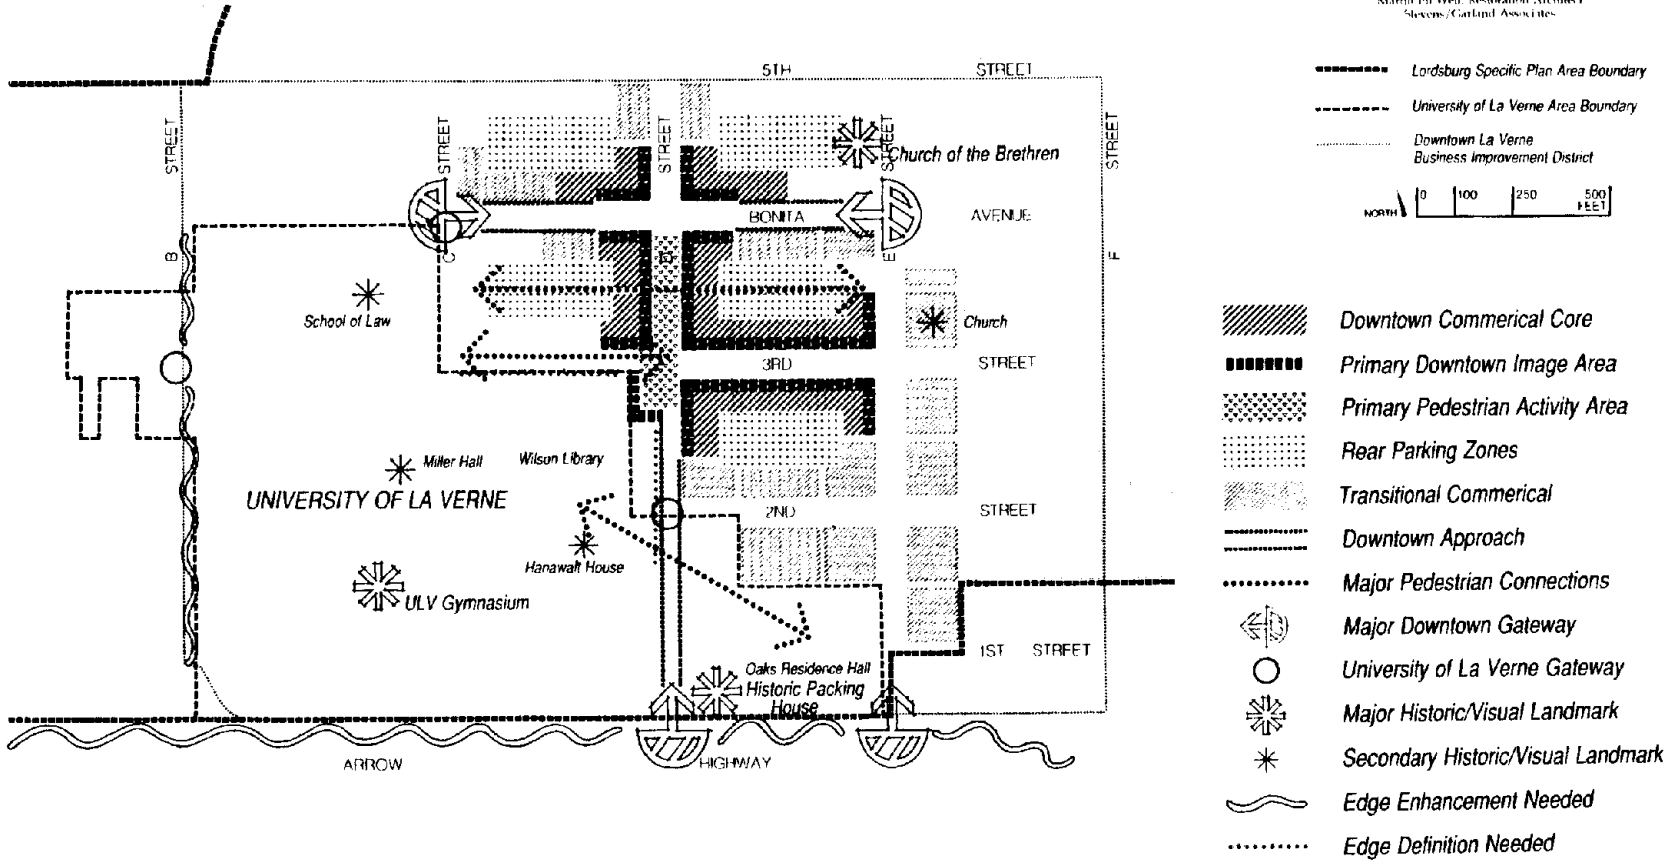 Stevens/Garland Associates
Lordsburg Specific Plan Area Boundary
University of La Verne Area Boundary
Downtown La Verne
Business Improvement District
0 100 250 500
FEET
NORTH
5TH STREET
B STREET
C STREET
D STREET
E STREET
F STREET
Church of the Brethren
BONITA AVENUE
School of Law
Church
3RD STREET
Miller Hall
Wilson Library
UNIVERSITY OF LA VERNE
2ND STREET
Hanawalt House
ULV Gymnasium
1ST STREET
Oaks Residence Hall
Historic Packing
House
ARROW HIGHWAY
Downtown Commerical Core
Primary Downtown Image Area
Primary Pedestrian Activity Area
Rear Parking Zones
Transitional Commerical
Downtown Approach
Major Pedestrian Connections
Major Downtown Gateway
University of La Verne Gateway
Major Historic/Visual Landmark
Secondary Historic/Visual Landmark
Edge Enhancement Needed
Edge Definition Needed